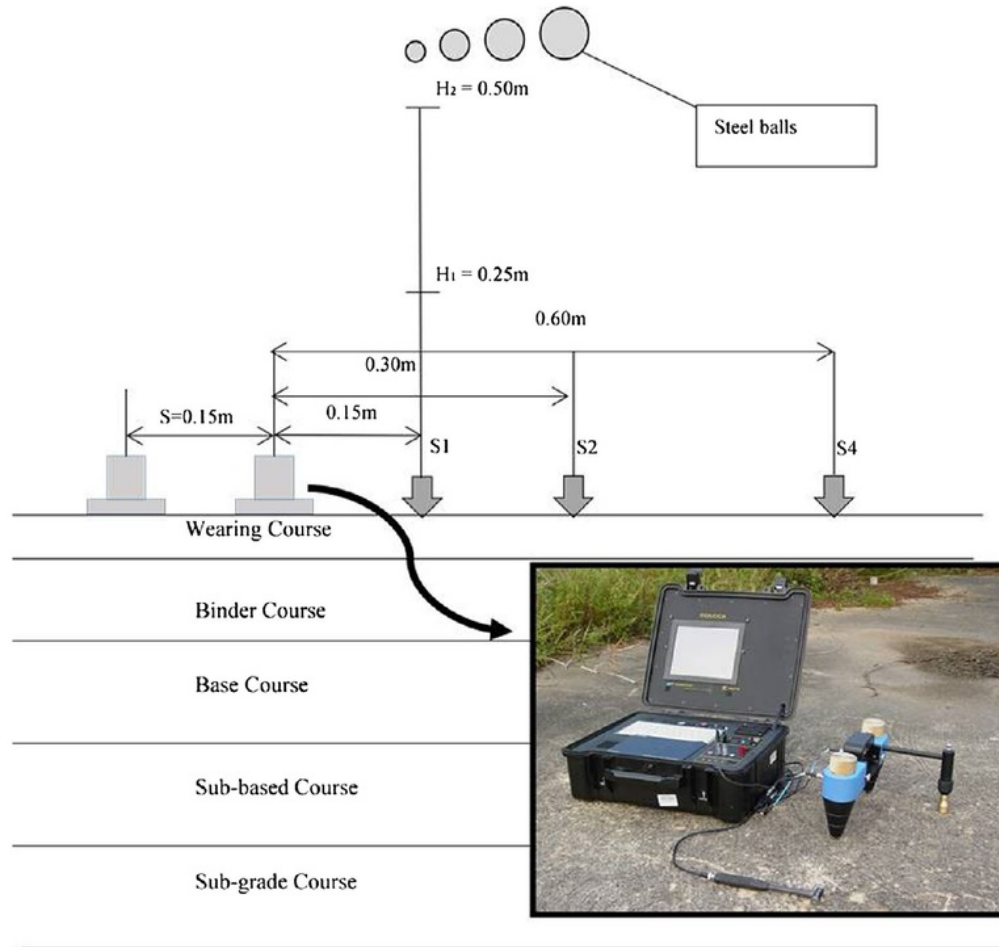 H₂ = 0.50m
Steel balls
H₁ = 0.25m
0.60m
0.30m
S=0.15m
0.15m
S1
S2
S4
Wearing Course
Binder Course
Base Course
Sub-based Course
Sub-grade Course